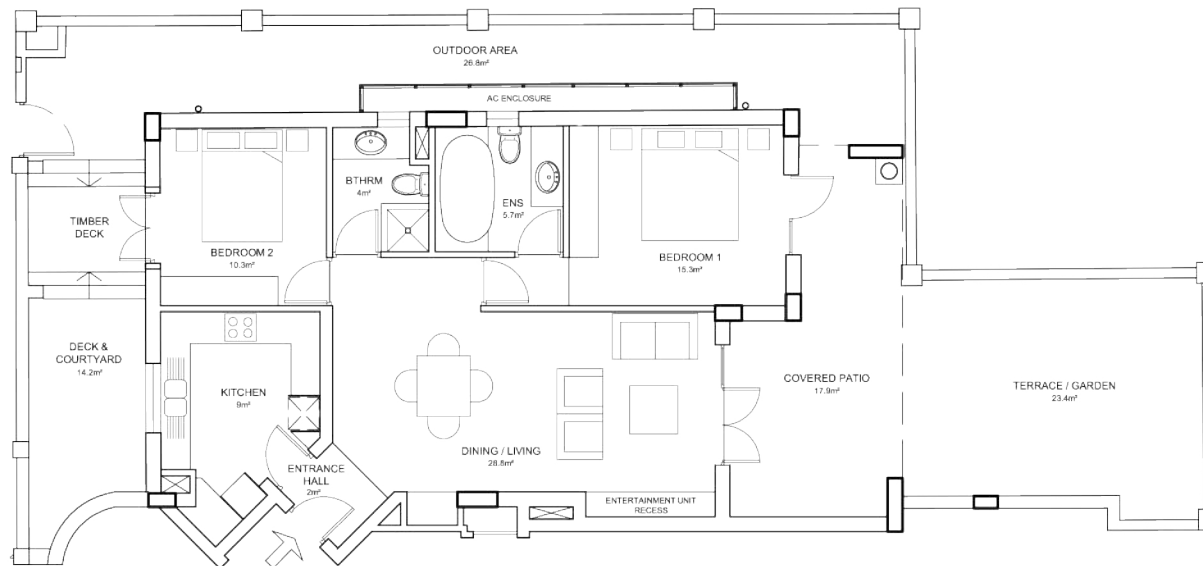 OUTDOOR AREA
26.8m²
AC ENCLOSURE
BTHRM
4m²
ENS
5.7m²
TIMBER
DECK
BEDROOM 2
10.3m²
BEDROOM 1
15.3m²
DECK &
COURTYARD
14.2m²
KITCHEN
9m²
COVERED PATIO
17.9m²
TERRACE / GARDEN
23.4m²
DINING / LIVING
28.8m²
ENTRANCE
HALL
2m²
ENTERTAINMENT UNIT
RECESS